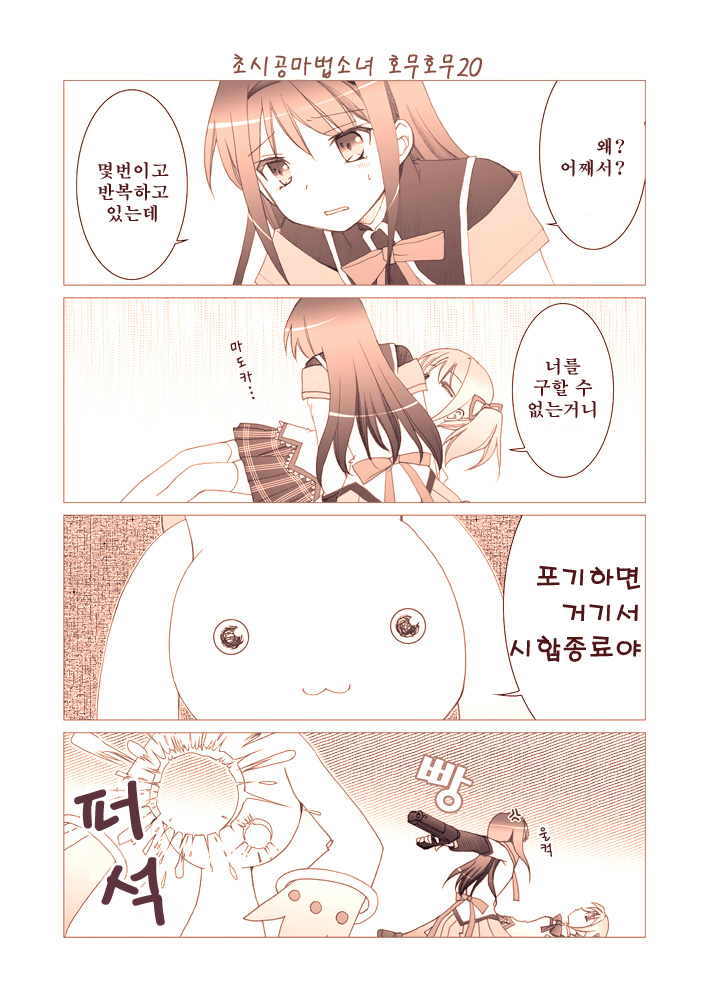 초시공마법소녀 호무호무20
왜?
어째서?
몇번이고
반복하고
있는데
너를
구할 수
없는거니
마도카…
포기하면
거기서
시합종료야
빵
울컥
퍼석